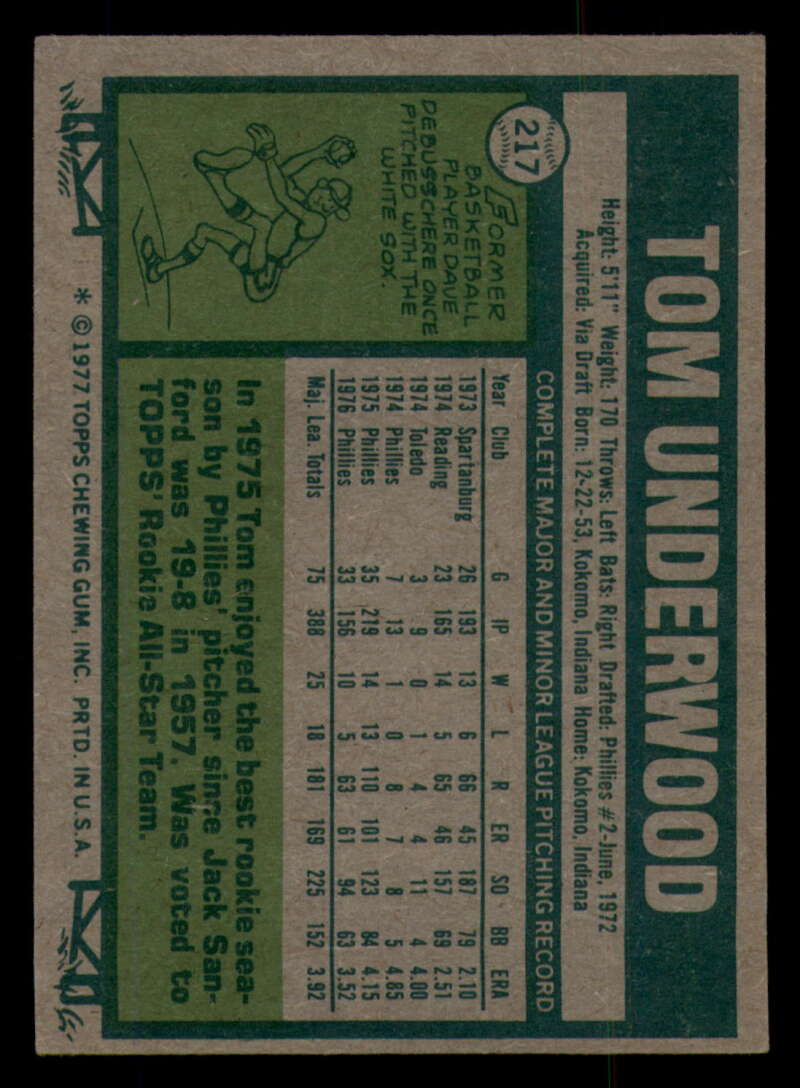 217
TOM UNDERWOOD
Height: 5'11" Weight: 170 Throws: Left Bats: Right Drafted: Phillies #2-June, 1972
Acquired: Via Draft Born: 12-22-53, Kokomo, Indiana Home: Kokomo, Indiana
FORMER
BASKETBALL
PLAYER DAVE
DEBUSSCHERE ONCE
PITCHED WITH THE
WHITE SOX.
COMPLETE MAJOR AND MINOR LEAGUE PITCHING RECORD
Year Club G IP W L R ER SO BB ERA
1973 Spartanburg 26 193 13 6 66 45 187 79 2.10
1974 Reading 23 165 14 5 65 46 157 69 2.51
1974 Toledo 3 9 0 1 4 4 11 4 4.00
1974 Phillies 7 13 1 0 8 7 8 5 4.85
1975 Phillies 35 219 14 13 110 101 123 84 4.15
1976 Phillies 33 156 10 5 63 61 94 63 3.52
Maj. Lea. Totals 75 388 25 18 181 169 225 152 3.92
In 1975 Tom enjoyed the best rookie sea-
son by Phillies' pitcher since Jack San-
ford was 19-8 in 1957. Was voted to
TOPPS' Rookie All-Star Team.
* © 1977 TOPPS CHEWING GUM, INC. PRTD. IN U.S.A.